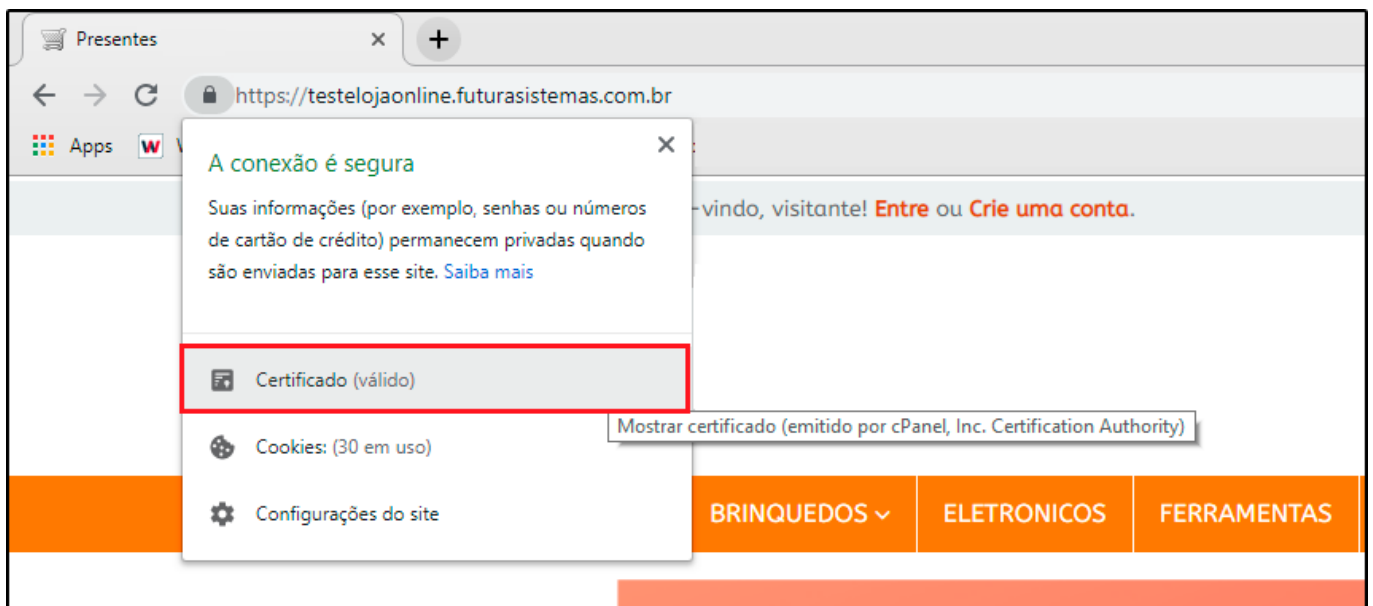 Presentes
https://testelojaonline.futurasistemas.com.br
Apps
A conexão é segura
Suas informações (por exemplo, senhas ou números
de cartão de crédito) permecem privadas quando
são enviadas para esse site. Saiba mais
-vindo, visitante! Entre ou Crie uma conta.
Certificado (válido)
Mostrar certificado (emitido por cPanel, Inc. Certification Authority)
Cookies: (30 em uso)
Configurações do site
BRINQUEDOS ELETRONICOS FERRAMENTAS